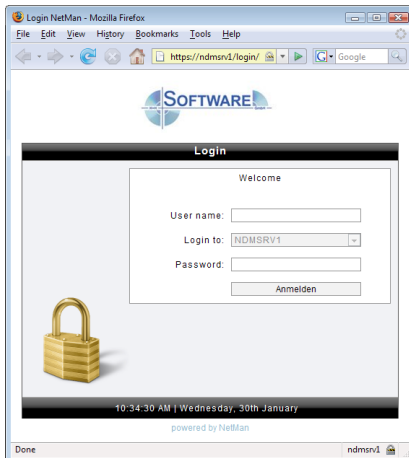 Login NetMan - Mozilla Firefox
File Edit View History Bookmarks Tools Help
https://ndmsrv1/login/ G Google
SOFTWARE
Login
Welcome
User name:
Login to: NDMSRV1
Password:
Anmelden
10:34:30 AM | Wednesday, 30th January
powered by NetMan
Done ndmsrv1